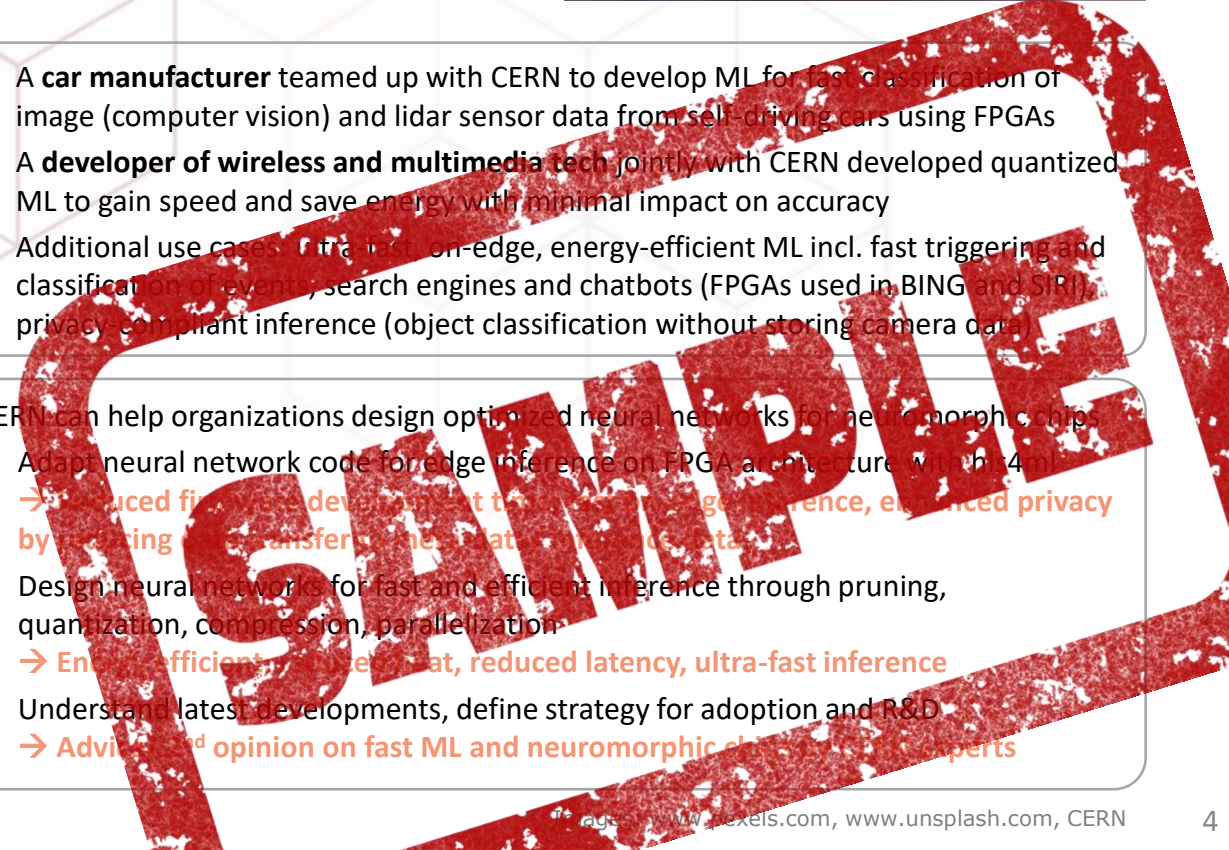 A car manufacturer teamed up with CERN to develop ML for fast classification of
image (computer vision) and lidar sensor data from self-driving cars using FPGAs
A developer of wireless and multimedia tech jointly with CERN developed quantized
ML to gain speed and save energy with minimal impact on accuracy
Additional use cases: ultra-fast, on-edge, energy-efficient ML incl. fast triggering and
classification of events, search engines and chatbots (FPGAs used in BING and SIRI),
privacy-compliant inference (object classification without storing camera data)
ERN can help organizations design optimized neural networks for neuromorphic chips
Adapt neural network code for edge inference on FPGA architecture with hls4ml
→ Reduced development enhanced privacy
by reducing
Design neural networks for fast and efficient inference through pruning,
quantization, compression, parallelization
→ Energy efficient, reduced heat, reduced latency, ultra-fast inference
Understand latest developments, define strategy for adoption and R&D
→ 2nd opinion on fast ML and neuromorphic experts
SAMPLE
Images: www.pexels.com, www.unsplash.com, CERN
4